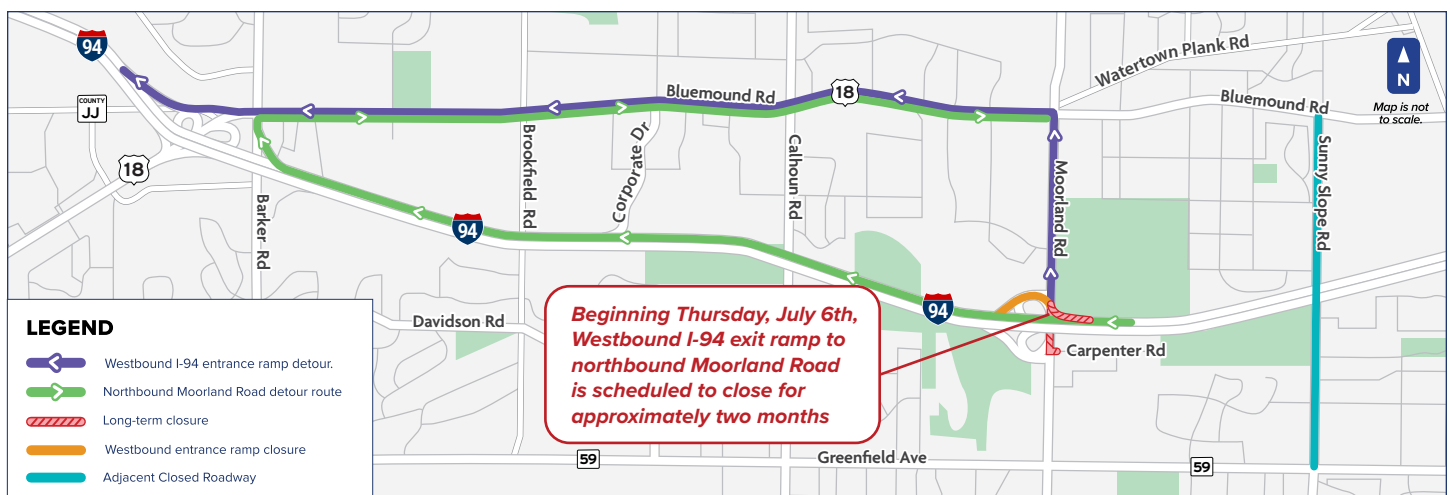 94
COUNTY
JJ
18
Bluemound Rd
18
Watertown Plank Rd
Bluemound Rd
N
Map is not
to scale.
Barker Rd
Brookfield Rd
Corporate Dr
Calhoun Rd
Moorland Rd
Sunny Slope Rd
94
94
Davidson Rd
Carpenter Rd
Beginning Thursday, July 6th,
Westbound I-94 exit ramp to
northbound Moorland Road
is scheduled to close for
approximately two months
LEGEND
Westbound I-94 entrance ramp detour.
Northbound Moorland Road detour route
Long-term closure
Westbound entrance ramp closure
Adjacent Closed Roadway
59
Greenfield Ave
59